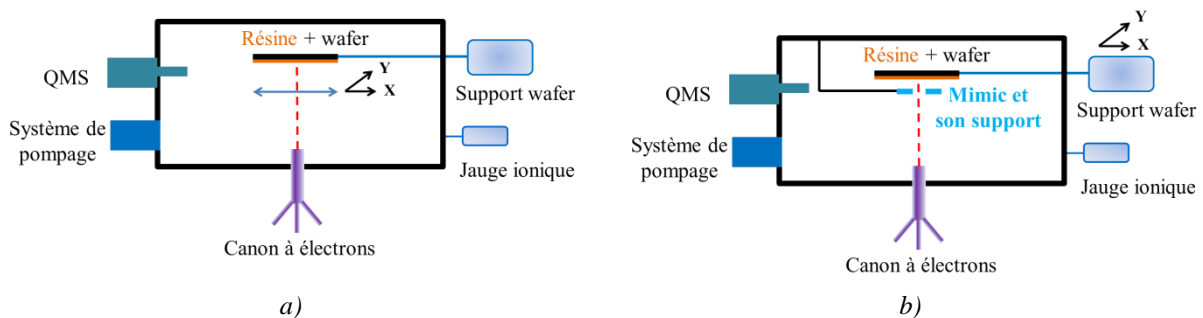 Résine + wafer
Y
X
QMS
Support wafer
Système de
pompage
Jauge ionique
Canon à électrons
a)
Y
X
Résine + wafer
QMS
Mimic et
son support
Support wafer
Système de
pompage
Jauge ionique
Canon à électrons
b)